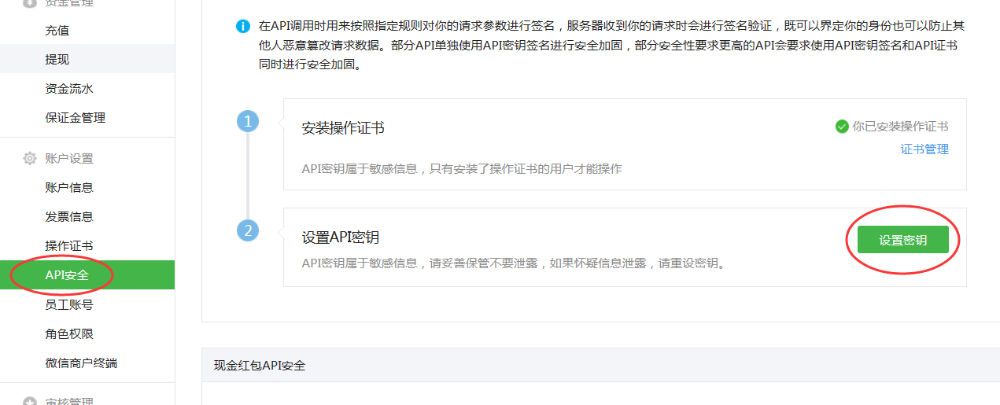 资金管理
充值
提现
资金流水
保证金管理
账户设置
账户信息
发票信息
操作证书
API安全
员工账号
角色权限
微信商户终端
审核管理
在API调用时用来按照指定规则对你的请求参数进行签名，服务器收到你的请求时会进行签名验证，既可以界定你的身份也可以防止其
他人恶意篡改请求数据。部分API单独使用API密钥签名进行安全加固，部分安全性要求更高的API会要求使用API密钥签名和API证书
同时进行安全加固。
1
安装操作证书
你已安装操作证书
证书管理
API密钥属于敏感信息，只有安装了操作证书的用户才能操作
2
设置API密钥
设置密钥
API密钥属于敏感信息，请妥善保管不要泄露，如果怀疑信息泄露，请重设密钥。
现金红包API安全